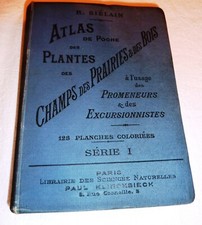 R. SIÉLAIN
ATLAS
DE POCHE
DES
PLANTES
DES
CHAMPS, DES PRAIRIES & DES BOIS
à l'usage des
PROMENEURS
& des
EXCURSIONNISTES
128 PLANCHES COLORIÉES
SÉRIE I
PARIS
LIBRAIRIE DES SCIENCES NATURELLES
PAUL KLINCKSIECK
3, Rue Corneille, 3